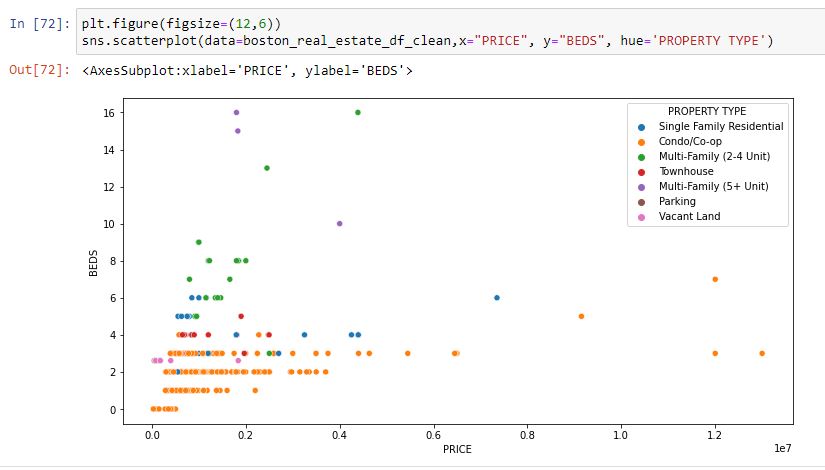 In [72]: plt.figure(figsize=(12,6))
sns.scatterplot(data=boston_real_estate_df_clean,x="PRICE", y="BEDS", hue='PROPERTY TYPE')
Out[72]: <AxesSubplot:xlabel='PRICE', ylabel='BEDS'>
PROPERTY TYPE
Single Family Residential
Condo/Co-op
Multi-Family (2-4 Unit)
Townhouse
Multi-Family (5+ Unit)
Parking
Vacant Land
BEDS
16
14
12
10
8
6
4
2
0
0.0 0.2 0.4 0.6 0.8 1.0 1.2
1e7
PRICE